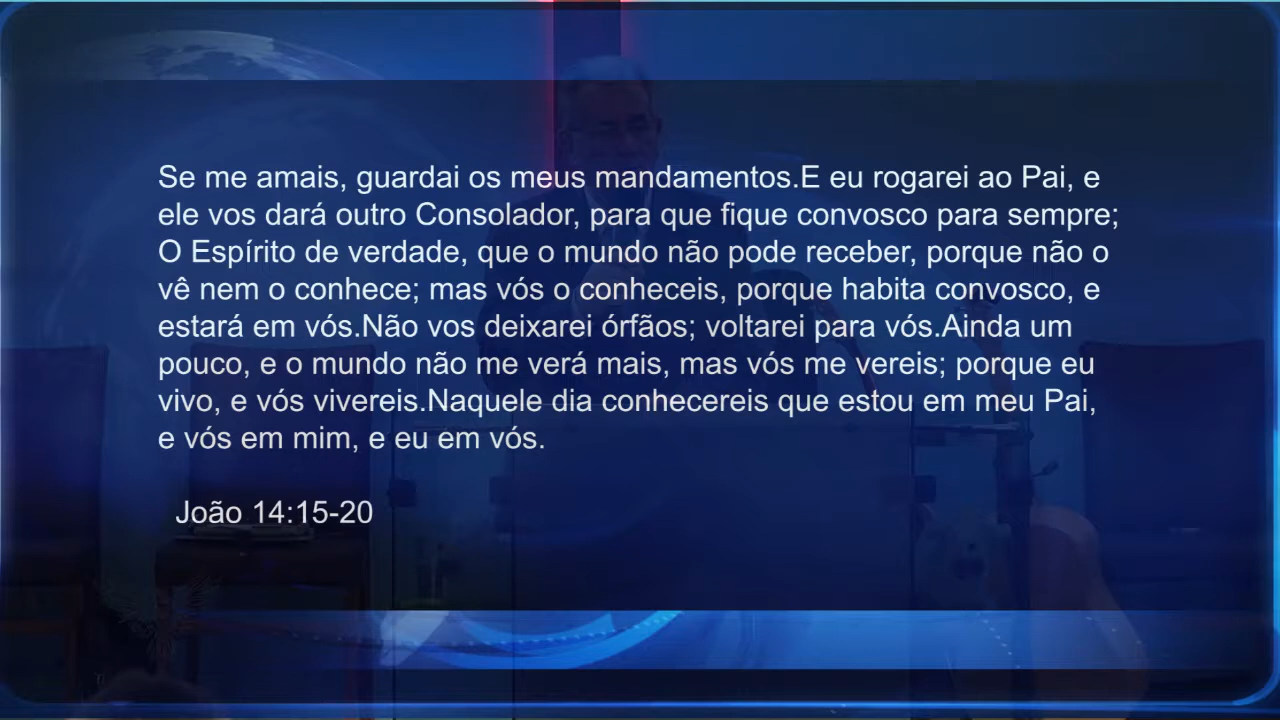 Se me amais, guardai os meus mandamentos.E eu rogarei ao Pai, e
ele vos dará outro Consolador, para que fique convosco para sempre;
O Espírito de verdade, que o mundo não pode receber, porque não o
vê nem o conhece; mas vós o conheceis, porque habita convosco, e
estará em vós.Não vos deixarei órfãos; voltarei para vós.Ainda um
pouco, e o mundo não me verá mais, mas vós me vereis; porque eu
vivo, e vós vivereis.Naquele dia conhecereis que estou em meu Pai,
e vós em mim, e eu em vós.
João 14:15-20